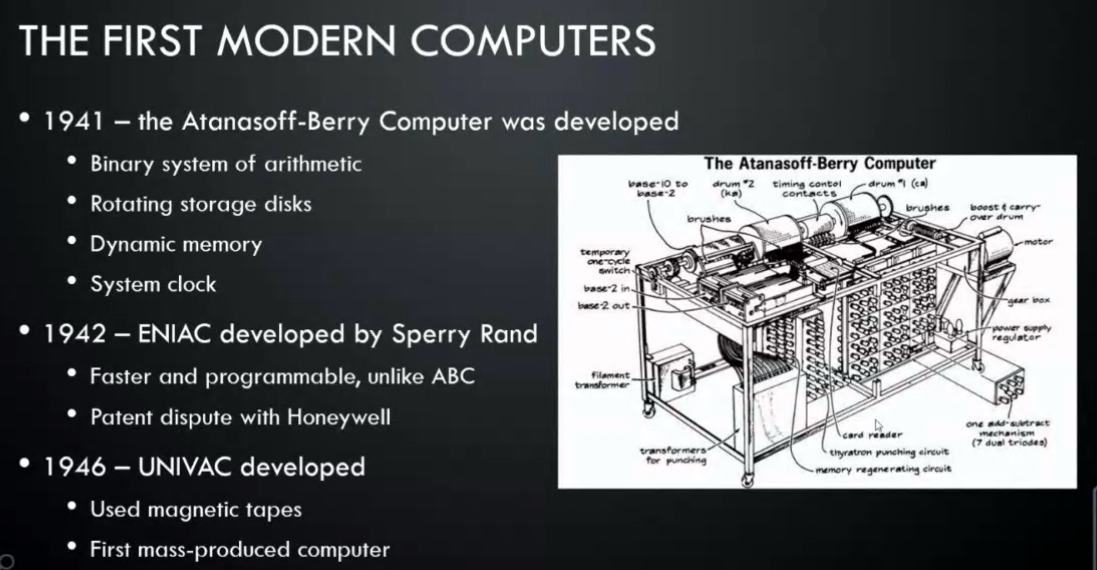 THE FIRST MODERN COMPUTERS
• 1941 – the Atanasoff-Berry Computer was developed
• Binary system of arithmetic
• Rotating storage disks
• Dynamic memory
• System clock
• 1942 – ENIAC developed by Sperry Rand
• Faster and programmable, unlike ABC
• Patent dispute with Honeywell
• 1946 – UNIVAC developed
• Used magnetic tapes
• First mass-produced computer
The Atanasoff-Berry Computer
base-10 to
base-2
drum #2
(ka)
timing contol
contacts
drum #1 (ca)
brushes
brushes
boost & carry-
over drum
motor
temporary
one-cycle
switch
base-2 in
base-2 out
gear box
power supply
regulator
filament
transformer
one add-subtract
mechanism
(7 dual triodes)
card reader
thyratron punching circuit
transformers
for punching
memory regenerating circuit